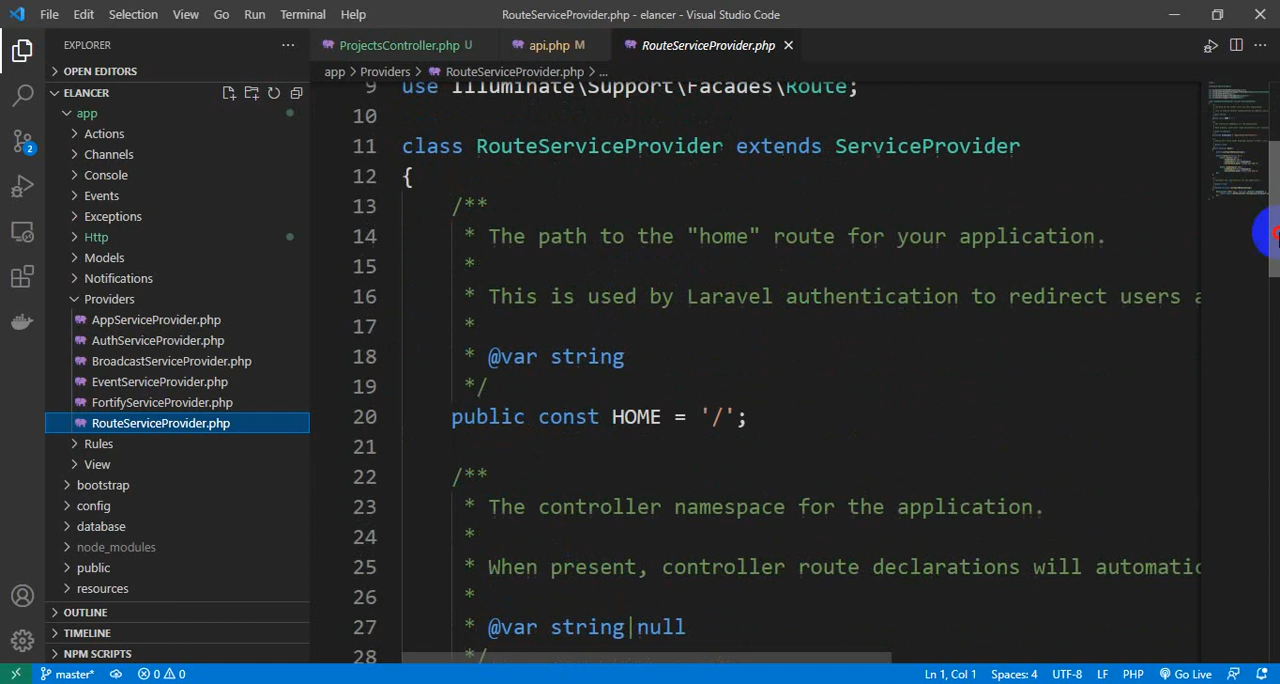 File Edit Selection View Go Run Terminal Help RouteServiceProvider.php - elancer - Visual Studio Code
EXPLORER
ProjectsController.php U api.php M RouteServiceProvider.php
OPEN EDITORS
app > Providers > RouteServiceProvider.php > ...
ELANCER
app
Actions
Channels
Console
Events
Exceptions
Http
Models
Notifications
Providers
AppServiceProvider.php
AuthServiceProvider.php
BroadcastServiceProvider.php
EventServiceProvider.php
FortifyServiceProvider.php
RouteServiceProvider.php
Rules
View
bootstrap
config
database
node_modules
public
resources
OUTLINE
TIMELINE
NPM SCRIPTS
2
9 use Illuminate\Support\Facades\Route;
10
11 class RouteServiceProvider extends ServiceProvider
12 {
13 /**
14 * The path to the "home" route for your application.
15 *
16 * This is used by Laravel authentication to redirect users a
17 *
18 * @var string
19 */
20 public const HOME = '/';
21
22 /**
23 * The controller namespace for the application.
24 *
25 * When present, controller route declarations will automatic
26 *
27 * @var string|null
28 */
master* 0 0 Ln 1, Col 1 Spaces: 4 UTF-8 LF PHP Go Live